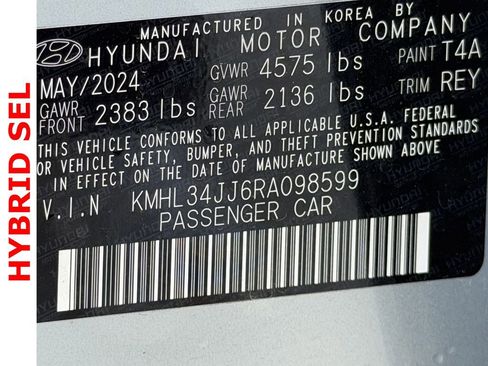 HYBRID SEL
MANUFACTURED IN KOREA BY
HYUNDAI MOTOR COMPANY
MAY/2024 GVWR 4575 lbs PAINT T4A
GAWR FRONT 2383 lbs GAWR REAR 2136 lbs TRIM REY
THIS VEHICLE CONFORMS TO ALL APPLICABLE U.S.A. FEDERAL
MOTOR VEHICLE SAFETY, BUMPER, AND THEFT PREVENTION STANDARDS
IN EFFECT ON THE DATE OF MANUFACTURE SHOWN ABOVE.
V.I.N KMHL34JJ6RA098599
PASSENGER CAR